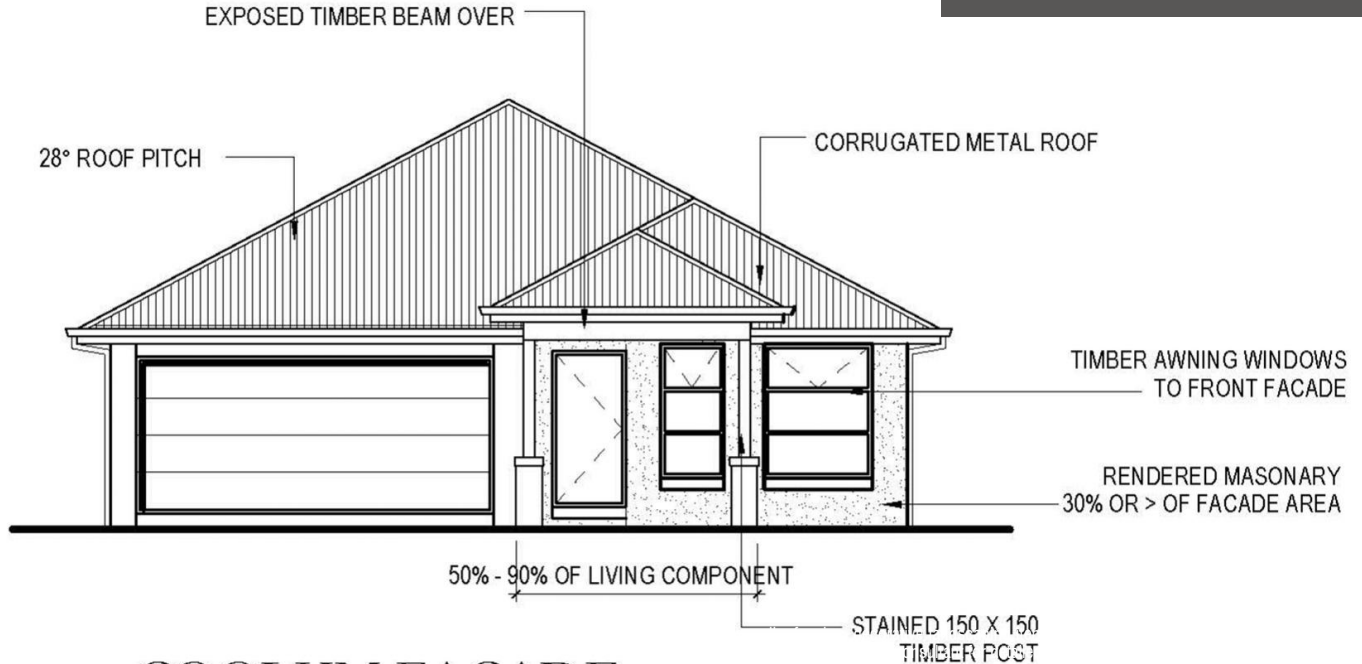 EXPOSED TIMBER BEAM OVER
28° ROOF PITCH
CORRUGATED METAL ROOF
TIMBER AWNING WINDOWS
TO FRONT FACADE
RENDERED MASONARY
30% OR > OF FACADE AREA
50% - 90% OF LIVING COMPONENT
STAINED 150 X 150
TIMBER POST
FACADE